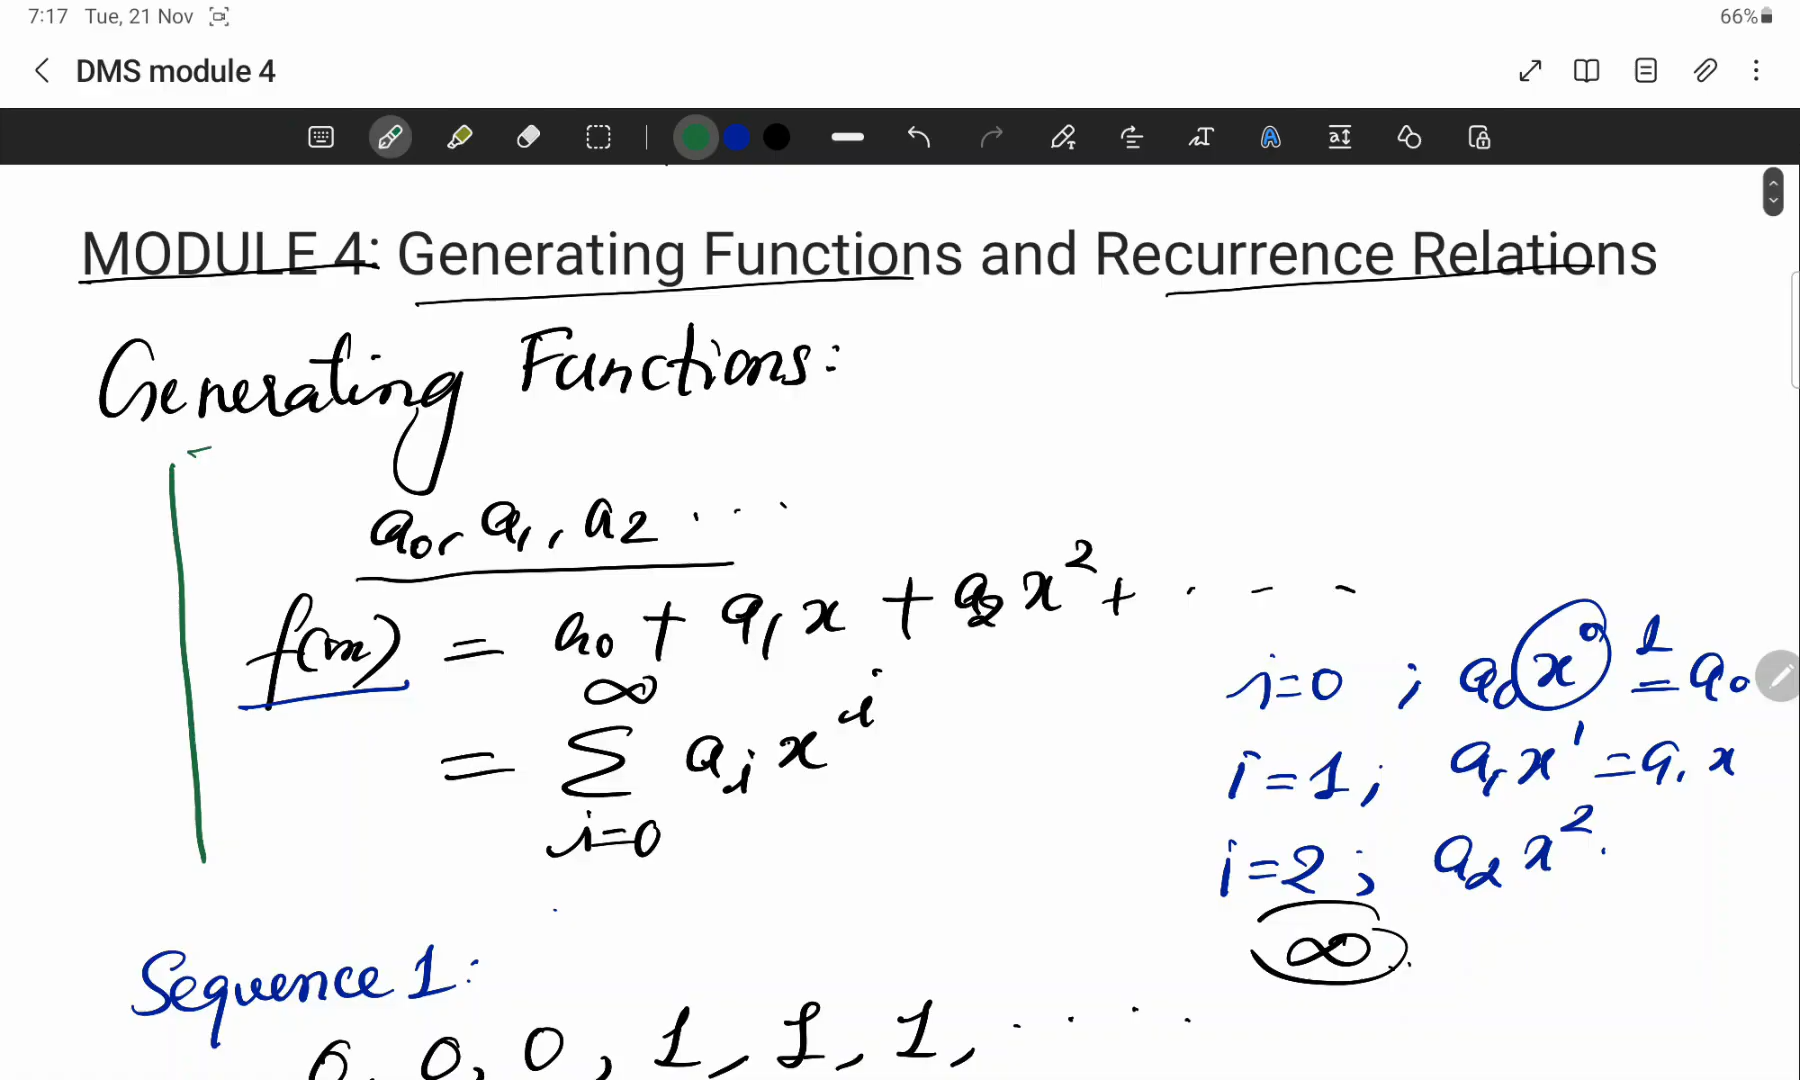 7:17 Tue, 21 Nov
66%
DMS module 4
MODULE 4: Generating Functions and Recurrence Relations
Generating Functions:
a₀, a₁, a₂ ...
f(x) = a₀ + a₁x + a₂x² + . - -
= ∑ aᵢxⁱ
∞
i=0
i=0 ; a₀x⁰ = a₀
1
i=1; a₁x¹ = a₁x
i=2; a₂x².
∞
Sequence 1:
0, 0, 0, 1, 1, 1, ....